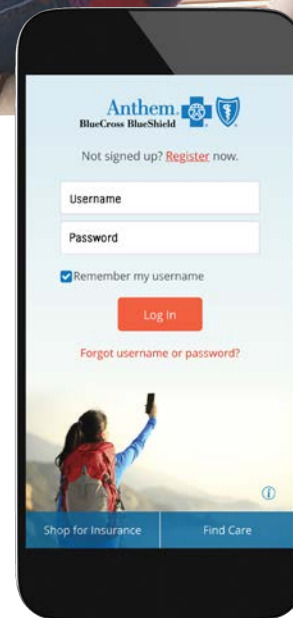 Anthem.
BlueCross BlueShield
Not signed up? Register now.
Username
Password
Remember my username
Log In
Forgot username or password?
Shop for Insurance
Find Care